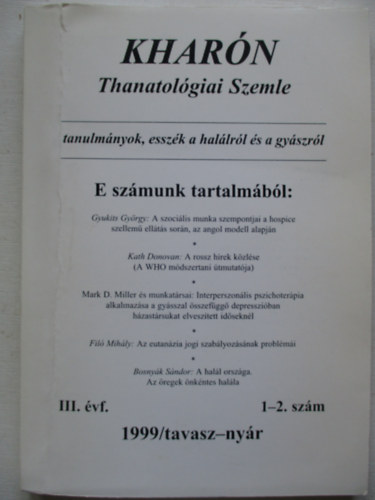 KHARÓN
Thanatológiai Szemle
tanulmányok, esszék a halálról és a gyászról
E számunk tartalmából:
Gyukits György: A szociális munka szempontjai a hospice
szellemű ellátás során, az angol modell alapján
*
Kath Donovan: A rossz hírek közlése
(A WHO módszertani útmutatója)
*
Mark D. Miller és munkatársai: Interperszonális pszichoterápia
alkalmazása a gyásszal összefüggő depresszióban
házastársukat elveszített időseknél
*
Filó Mihály: Az eutanázia jogi szabályozásának problémái
*
Bosnyák Sándor: A halál országa.
Az öregek önkéntes halála
III. évf. 1–2. szám
1999/tavasz–nyár